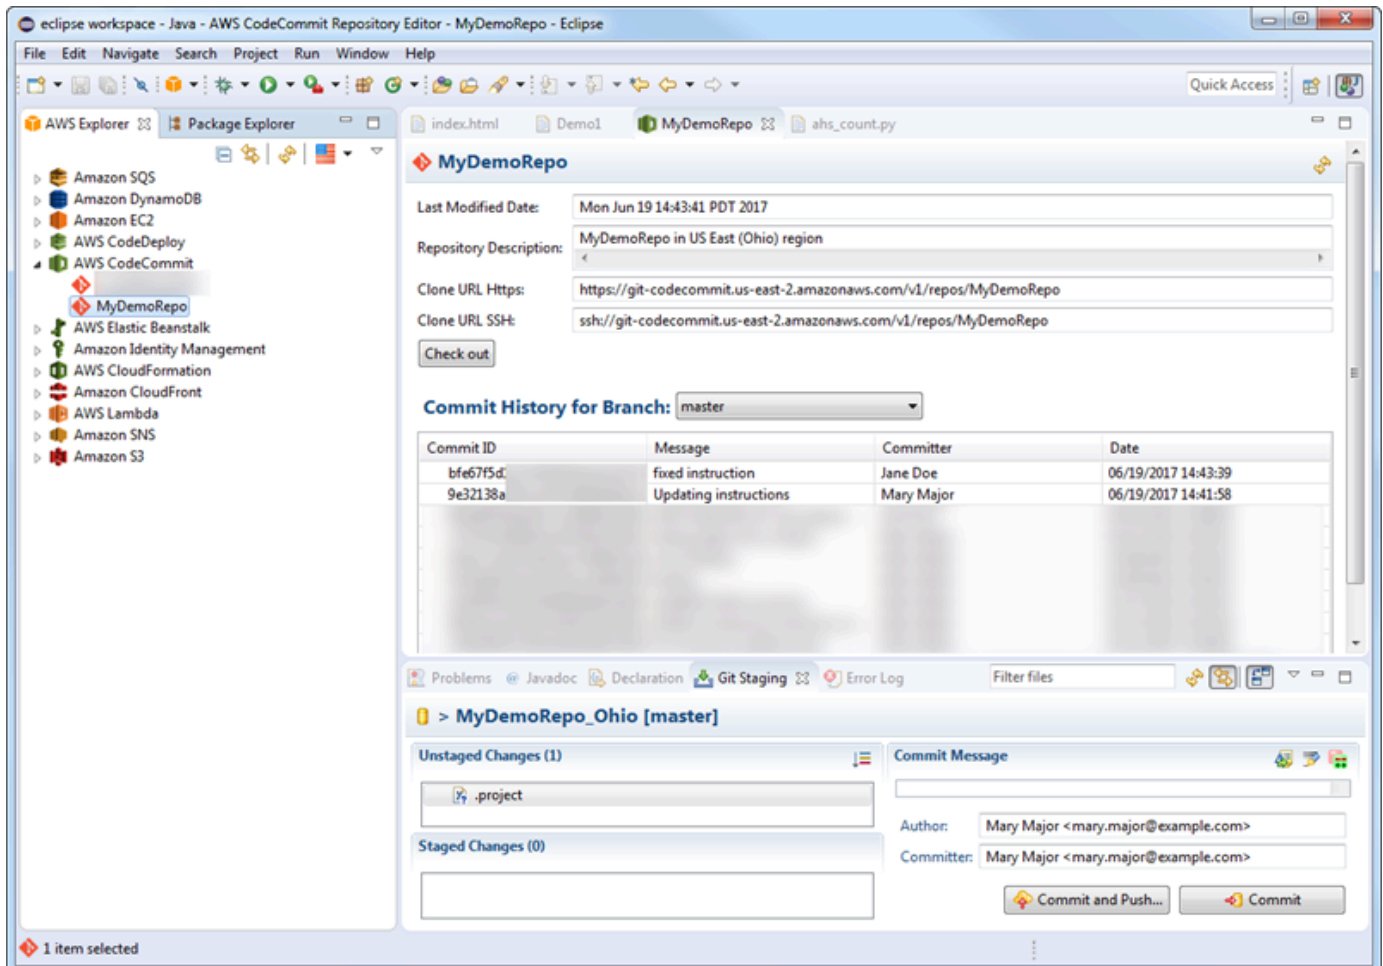 eclipse workspace - Java - AWS CodeCommit Repository Editor - MyDemoRepo - Eclipse
File Edit Navigate Search Project Run Window Help
Quick Access
AWS Explorer
Package Explorer
Amazon SQS
Amazon DynamoDB
Amazon EC2
AWS CodeDeploy
AWS CodeCommit
MyDemoRepo
AWS Elastic Beanstalk
Amazon Identity Management
AWS CloudFormation
Amazon CloudFront
AWS Lambda
Amazon SNS
Amazon S3
index.html Demo1 MyDemoRepo ahs_count.py
MyDemoRepo
Last Modified Date: Mon Jun 19 14:43:41 PDT 2017
Repository Description: MyDemoRepo in US East (Ohio) region
Clone URL Https: https://git-codecommit.us-east-2.amazonaws.com/v1/repos/MyDemoRepo
Clone URL SSH: ssh://git-codecommit.us-east-2.amazonaws.com/v1/repos/MyDemoRepo
Check out
Commit History for Branch: master
Commit ID Message Committer Date
bfe67f5d fixed instruction Jane Doe 06/19/2017 14:43:39
9e32138a Updating instructions Mary Major 06/19/2017 14:41:58
Problems @ Javadoc Declaration Git Staging Error Log Filter files
> MyDemoRepo_Ohio [master]
Unstaged Changes (1)
.project
Staged Changes (0)
Commit Message
Author: Mary Major <mary.major@example.com>
Committer: Mary Major <mary.major@example.com>
Commit and Push... Commit
1 item selected